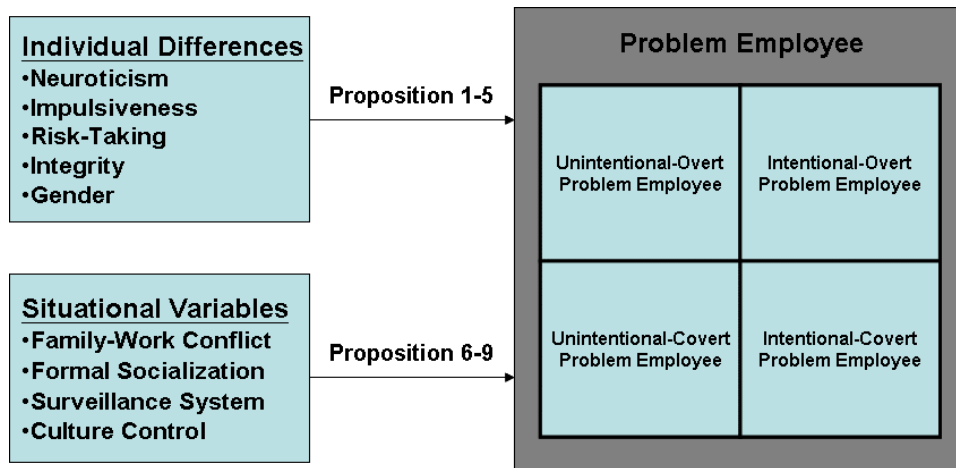 Individual Differences
•Neuroticism
•Impulsiveness
•Risk-Taking
•Integrity
•Gender
Proposition 1-5
Situational Variables
•Family-Work Conflict
•Formal Socialization
•Surveillance System
•Culture Control
Proposition 6-9
Problem Employee
Unintentional-Overt
Problem Employee
Intentional-Overt
Problem Employee
Unintentional-Covert
Problem Employee
Intentional-Covert
Problem Employee